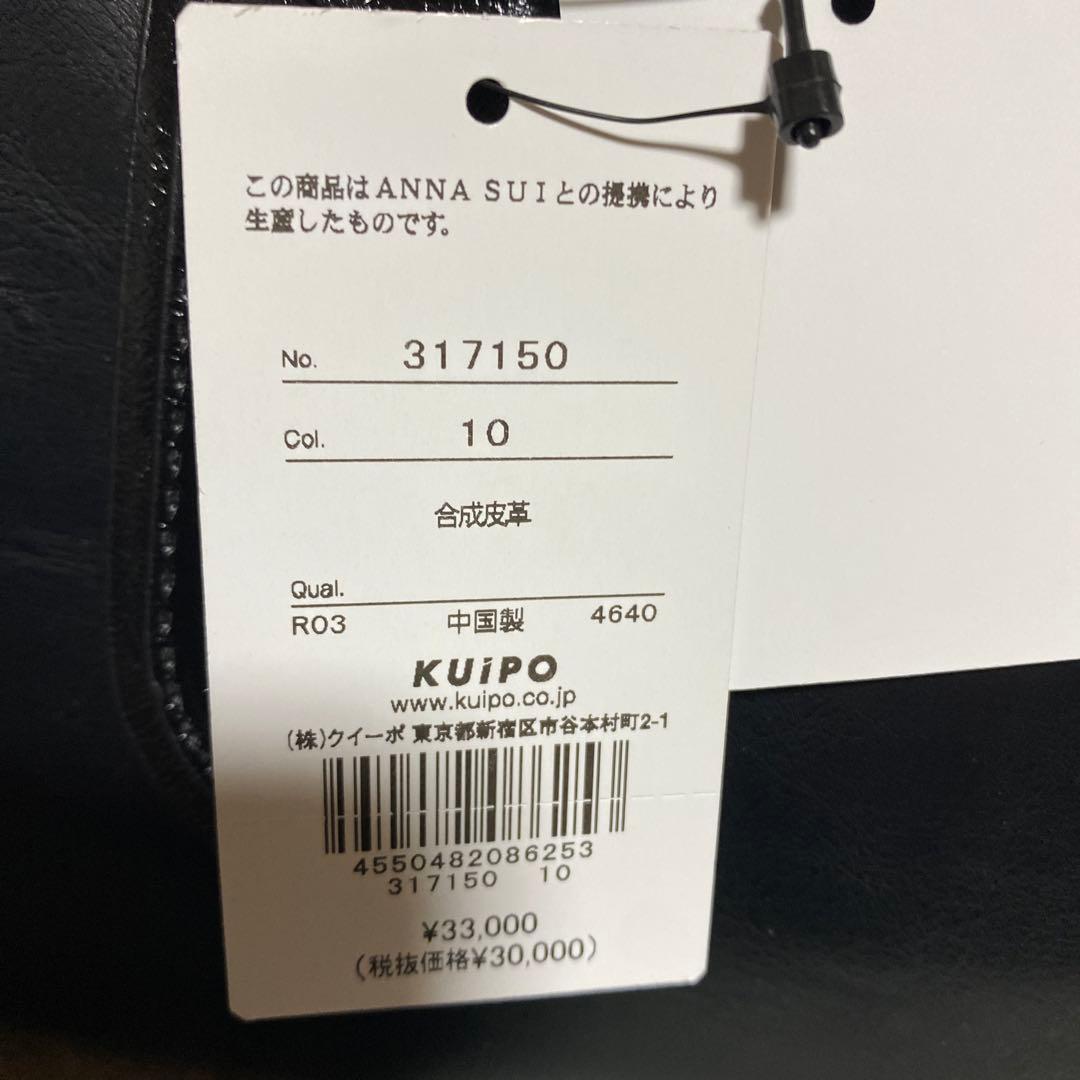 この商品はANNA SUIとの提携により
生産したものです。
No. 317150
Col. 10
合成皮革
Qual.
R03 中国製 4640
KUiPO
www.kuipo.co.jp
(株)クイーポ 東京都新宿区市谷本村町2-1
4550482086253
317150 10
¥33,000
(税抜価格¥30,000)